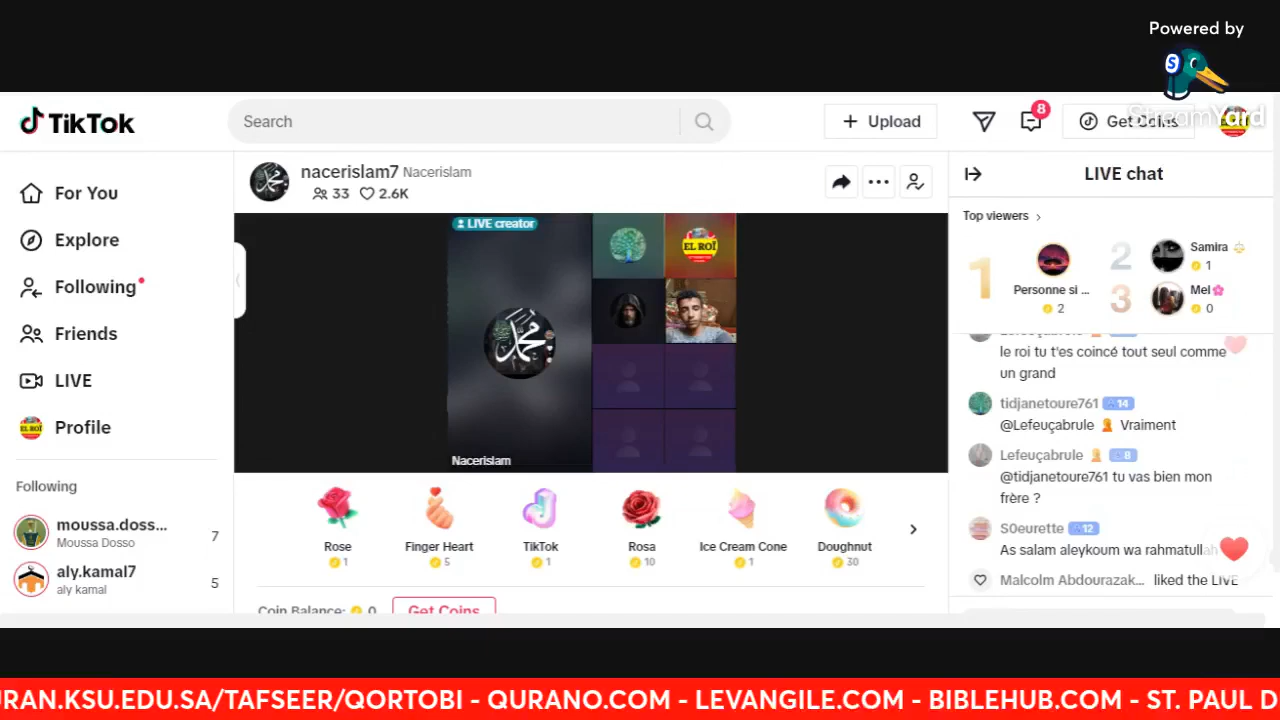 Powered by
StreamYard
TikTok
Search
Upload
8
Get Coins
For You
Explore
Following
Friends
LIVE
Profile
Following
moussa.doss...
Moussa Dosso
7
aly.kamal7
aly kamal
5
nacerislam7 Nacerislam
33 2.6K
LIVE creator
EL ROÏ
محمد
Nacerislam
Rose
1
Finger Heart
5
TikTok
1
Rosa
10
Ice Cream Cone
1
Doughnut
30
Coin Balance: 0
Get Coins
LIVE chat
Top viewers
1
Personne si ...
2
2
Samira
1
3
Mel
0
Lefeuçabrule
le roi tu t'es coincé tout seul comme
un grand
tidjanetoure761 14
@Lefeuçabrule Vraiment
Lefeuçabrule 8
@tidjanetoure761 tu vas bien mon
frère ?
S0eurette 12
As salam aleykoum wa rahmatullah
Malcolm Abdourazak... liked the LIVE
URAN.KSU.EDU.SA/TAFSEER/QORTOBI - QURANO.COM - LEVANGILE.COM - BIBLEHUB.COM - ST. PAUL D